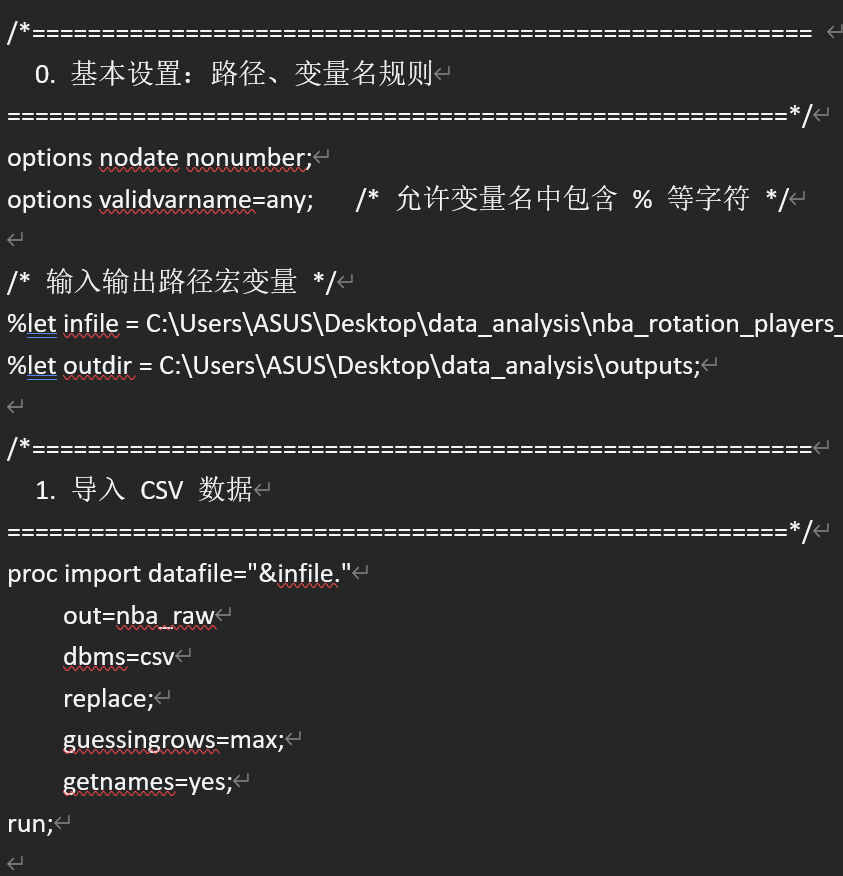 /*========================================================
0. 基本设置：路径、变量名规则
========================================================*/
options nodate nonumber;
options validvarname=any; /* 允许变量名中包含 % 等字符 */
/* 输入输出路径宏变量 */
%let infile = C:\Users\ASUS\Desktop\data_analysis\nba_rotation_players_
%let outdir = C:\Users\ASUS\Desktop\data_analysis\outputs;
/*========================================================
1. 导入 CSV 数据
========================================================*/
proc import datafile="&infile."
out=nba_raw
dbms=csv
replace;
guessingrows=max;
getnames=yes;
run;